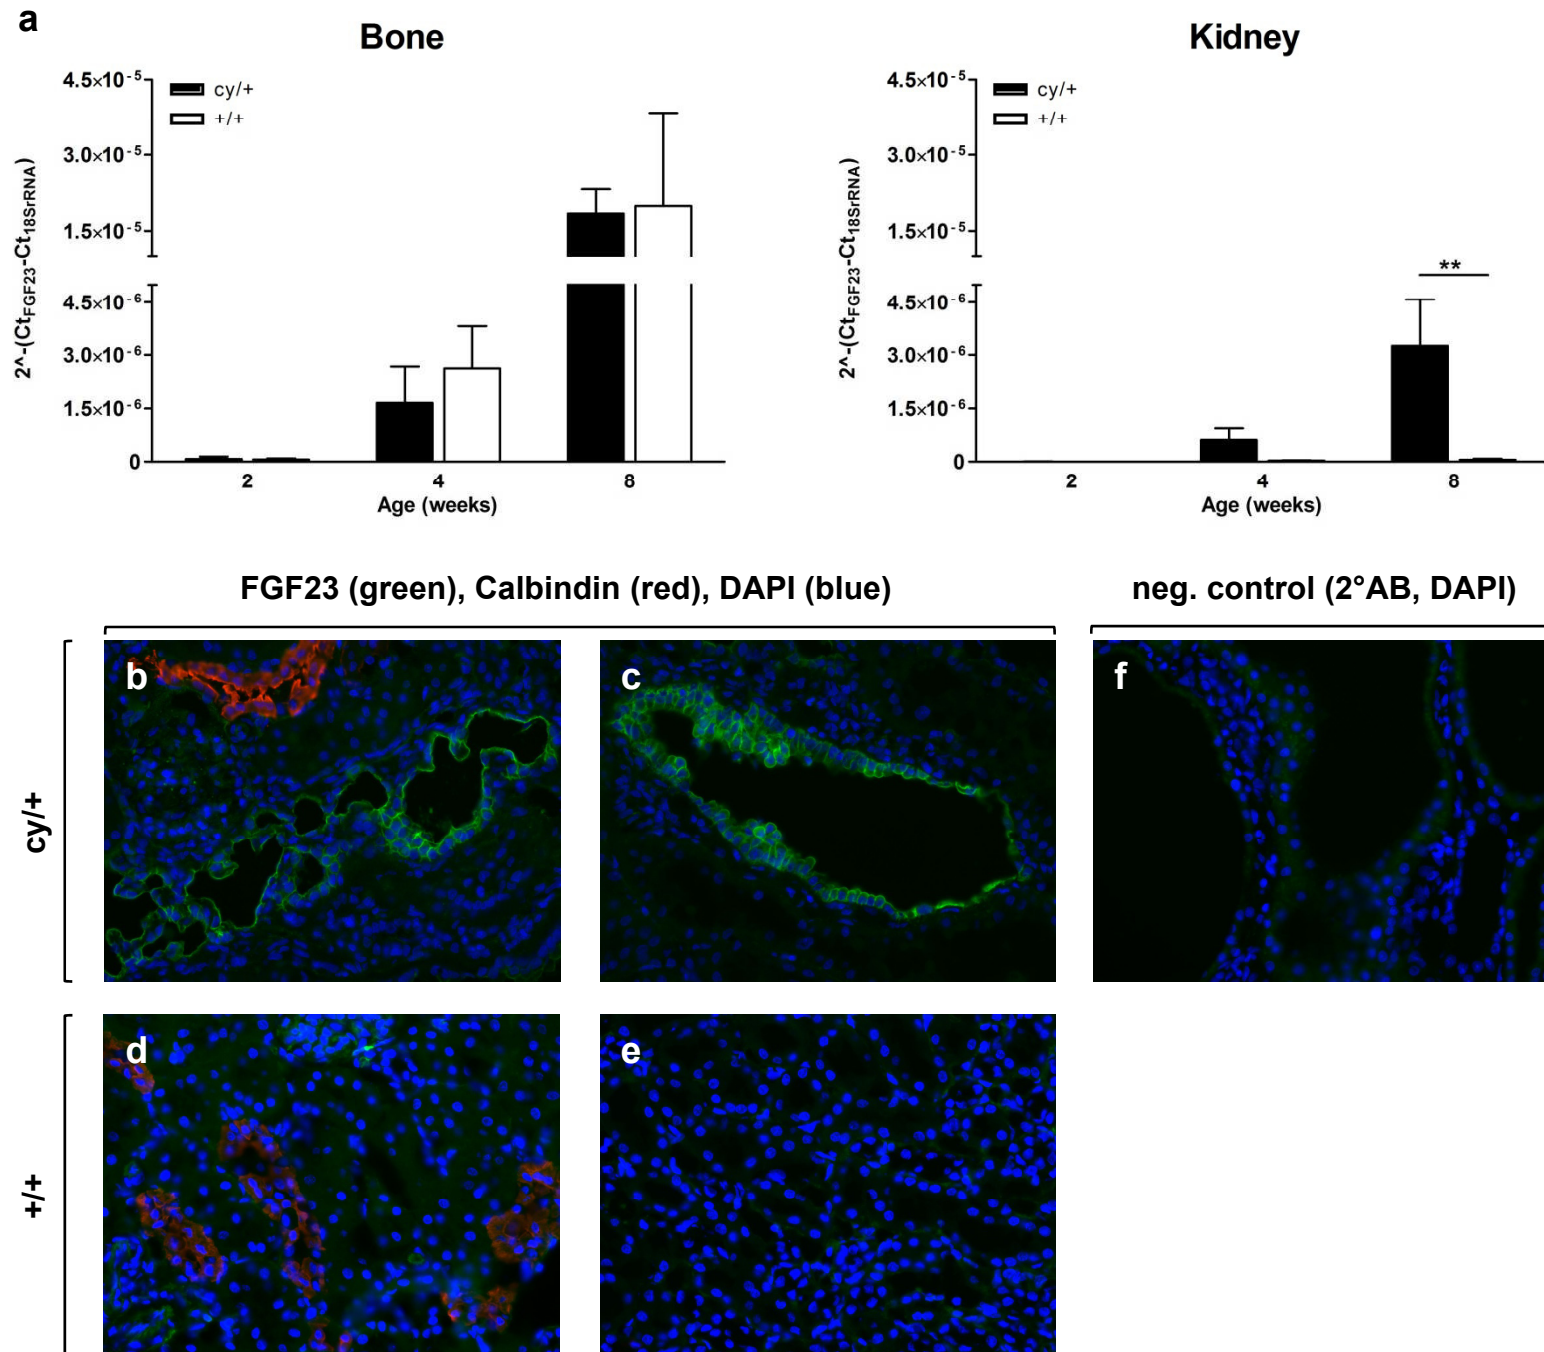 a
Bone
4.5×10⁻⁵
3.0×10⁻⁵
1.5×10⁻⁵
4.5×10⁻⁶
3.0×10⁻⁶
1.5×10⁻⁶
0
2^-(Ct_FGF23-Ct_18SrRNA)
cy/+
+/+
2 4 8
Age (weeks)
Kidney
4.5×10⁻⁵
3.0×10⁻⁵
1.5×10⁻⁵
4.5×10⁻⁶
3.0×10⁻⁶
1.5×10⁻⁶
0
2^-(Ct_FGF23-Ct_18SrRNA)
cy/+
+/+
**
2 4 8
Age (weeks)
FGF23 (green), Calbindin (red), DAPI (blue)
neg. control (2°AB, DAPI)
cy/+
b
c
f
+/+
d
e